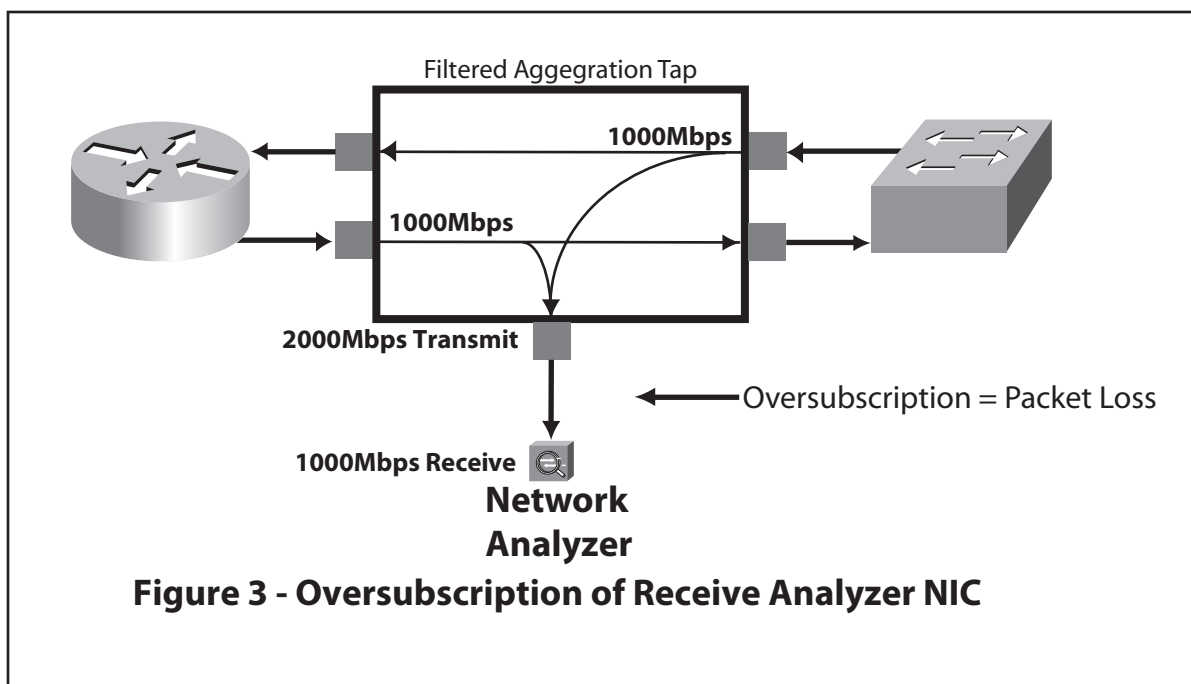 Filtered Aggegration Tap
1000Mbps
1000Mbps
2000Mbps Transmit
Oversubscription = Packet Loss
1000Mbps Receive
Network
Analyzer
Figure 3 - Oversubscription of Receive Analyzer NIC